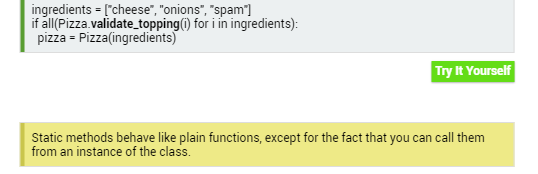 ingredients = ["cheese", "onions", "spam"]
if all(Pizza.validate_topping(i) for i in ingredients):
  pizza = Pizza(ingredients)
Try It Yourself
Static methods behave like plain functions, except for the fact that you can call them
from an instance of the class.